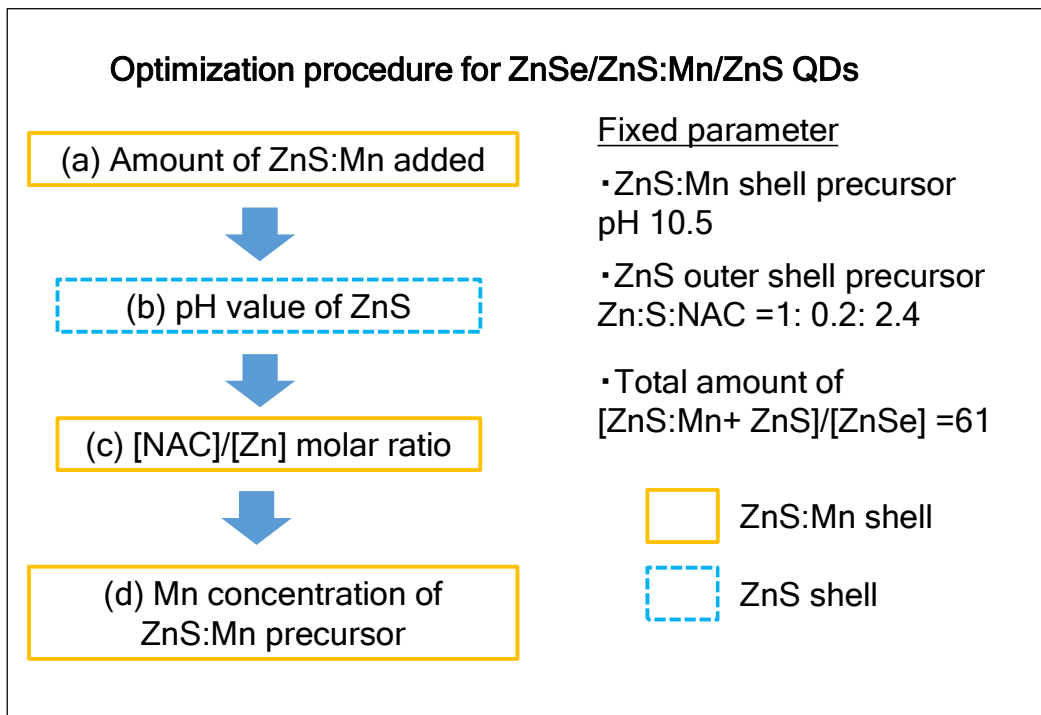 Optimization procedure for ZnSe/ZnS:Mn/ZnS QDs
(a) Amount of ZnS:Mn added
(b) pH value of ZnS
(c) [NAC]/[Zn] molar ratio
(d) Mn concentration of
ZnS:Mn precursor
Fixed parameter
・ZnS:Mn shell precursor
pH 10.5
・ZnS outer shell precursor
Zn:S:NAC =1: 0.2: 2.4
・Total amount of
[ZnS:Mn+ ZnS]/[ZnSe] =61
ZnS:Mn shell
ZnS shell